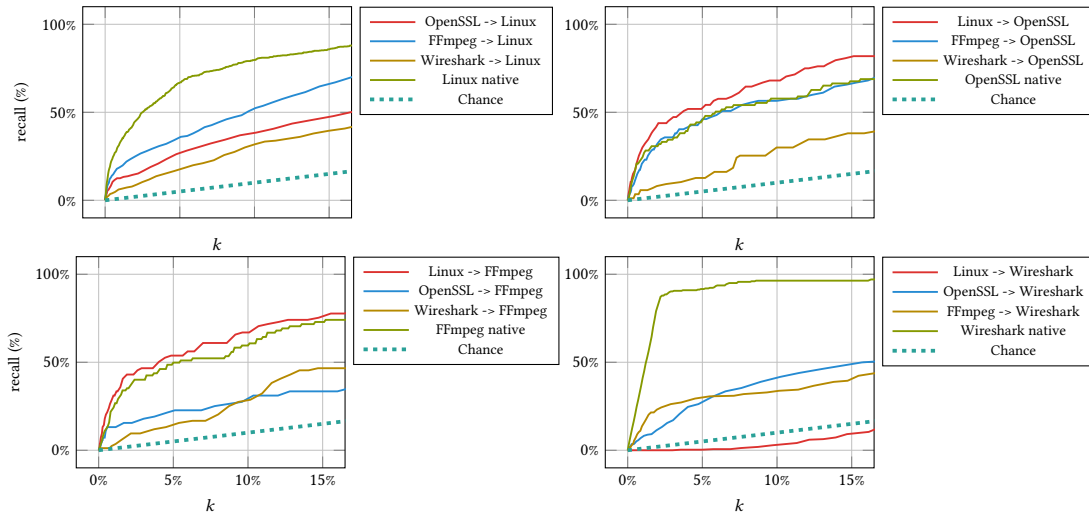 100%
50%
0%
recall (%)
k
OpenSSL -> Linux
FFmpeg -> Linux
Wireshark -> Linux
Linux native
Chance
100%
50%
0%
k
Linux -> OpenSSL
FFmpeg -> OpenSSL
Wireshark -> OpenSSL
OpenSSL native
Chance
100%
50%
0%
recall (%)
0% 5% 10% 15%
k
Linux -> FFmpeg
OpenSSL -> FFmpeg
Wireshark -> FFmpeg
FFmpeg native
Chance
100%
50%
0%
0% 5% 10% 15%
k
Linux -> Wireshark
OpenSSL -> Wireshark
FFmpeg -> Wireshark
Wireshark native
Chance